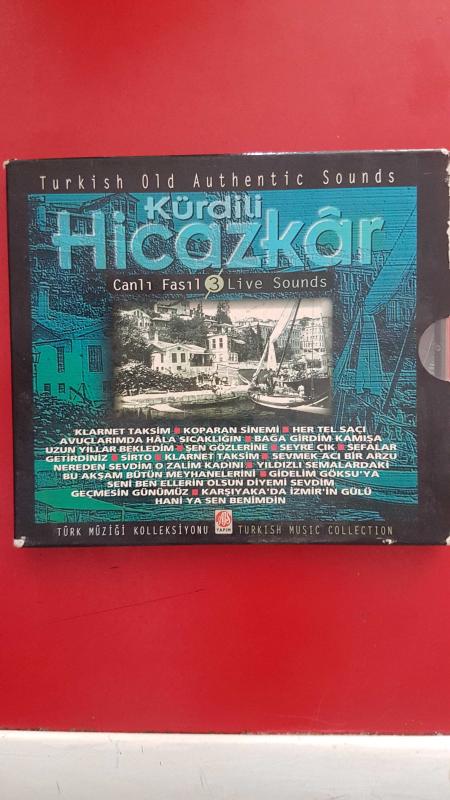 Turkish Old Authentic Sounds
Kürdili
Hicazkâr
Canlı Fasıl 3 Live Sounds
KLARNET TAKSİM ■ KOPARAN SİNEMİ ■ HER TEL SAÇI
AVUÇLARIMDA HÂLA SICAKLIĞIN ■ BAĞA GİRDİM KAMIŞA
UZUN YILLAR BEKLEDİM ■ ŞEN GÖZLERİNE ■ SEYRE ÇIK ■ SEFALAR
GETİRDİNİZ ■ SİRTO ■ KLARNET TAKSİM ■ SEVMEK ACI BİR ARZU
NEREDEN SEVDİM O ZALİM KADINI ■ YILDIZLI SEMALARDAKİ
BU AKŞAM BÜTÜN MEYHANELERİNİ ■ GİDELİM GÖKSU'YA
SENİ BEN ELLERİN OLSUN DİYEMİ SEVDİM
GEÇMESİN GÜNÜMÜZ ■ KARŞIYAKA'DA İZMİR'İN GÜLÜ
HANİ YA SEN BENİMDİN
TÜRK MÜZİĞİ KOLLEKSİYONU YAPIM TURKISH MUSIC COLLECTION